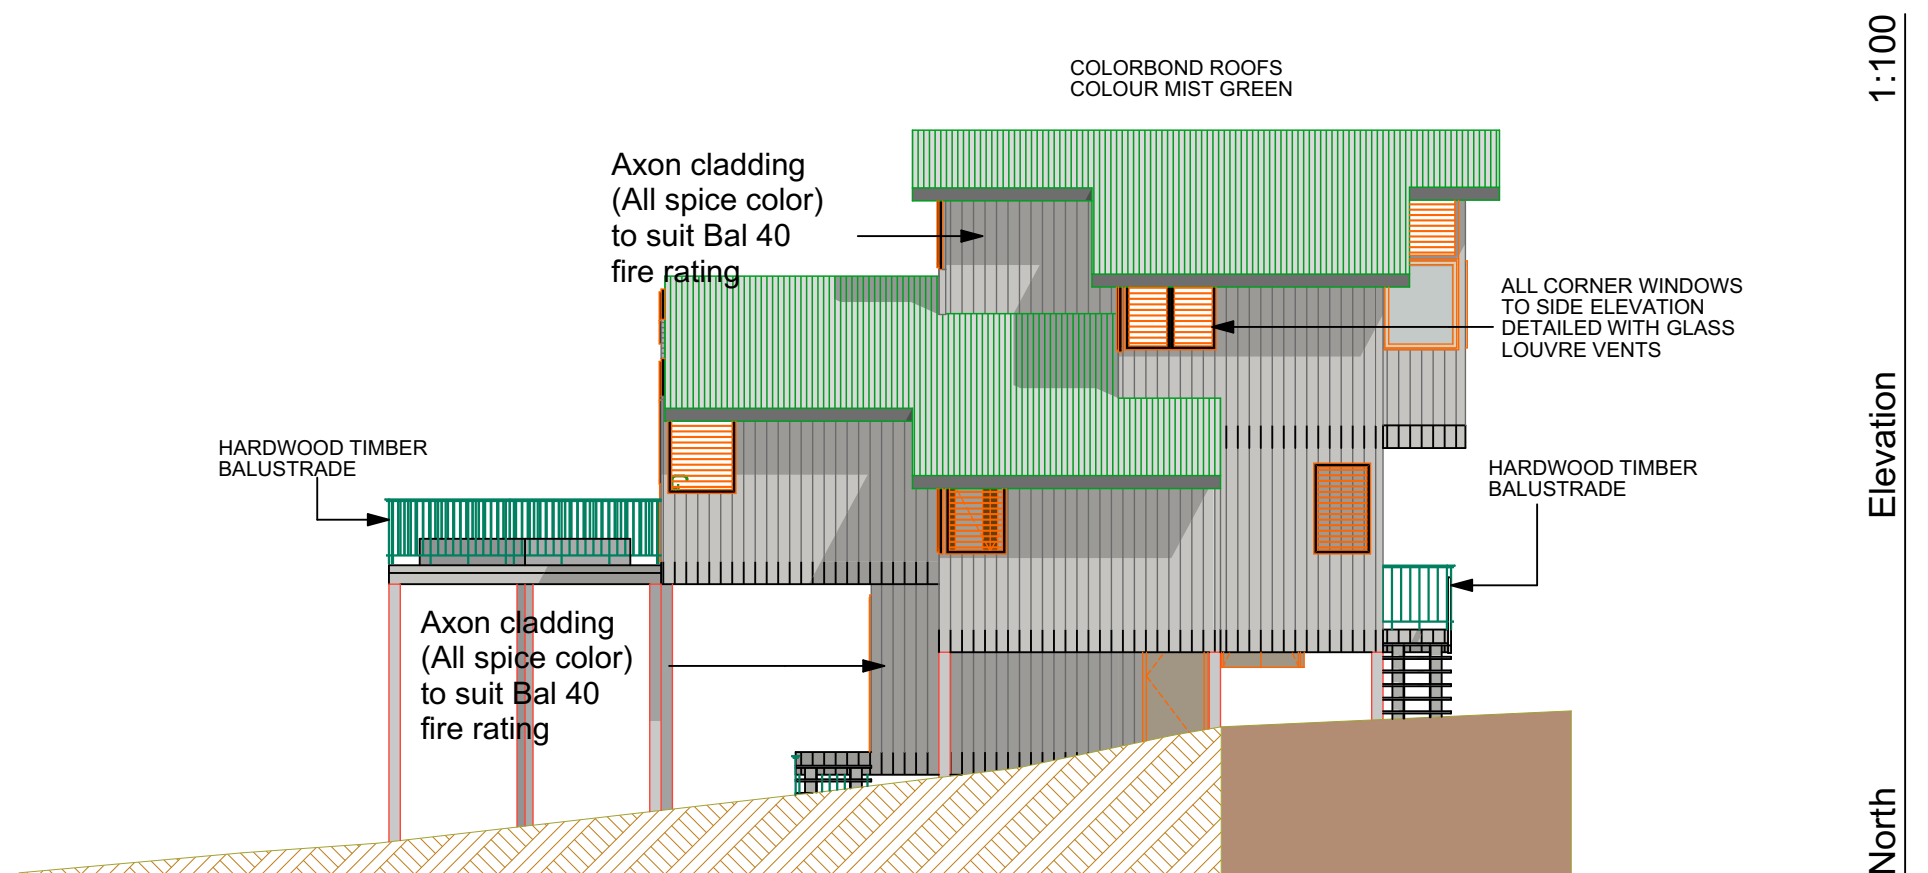 COLORBOND ROOFS
COLOUR MIST GREEN
Axon cladding
(All spice color)
to suit Bal 40
fire rating
ALL CORNER WINDOWS
TO SIDE ELEVATION
DETAILED WITH GLASS
LOUVRE VENTS
HARDWOOD TIMBER
BALUSTRADE
HARDWOOD TIMBER
BALUSTRADE
Axon cladding
(All spice color)
to suit Bal 40
fire rating
North Elevation 1:100